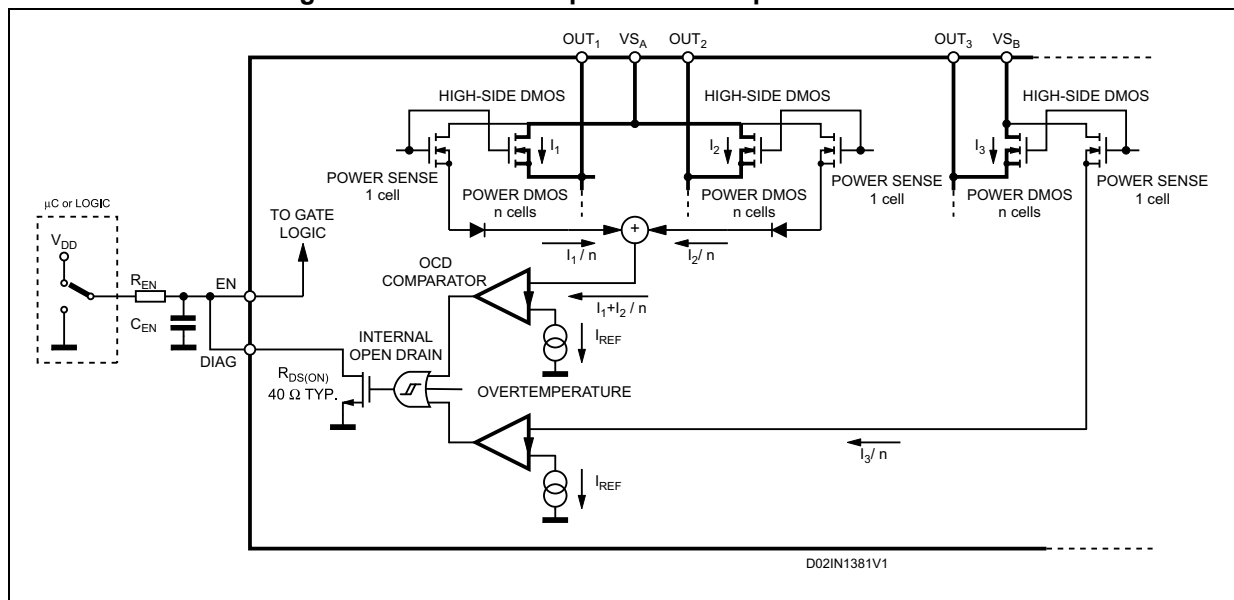 OUT1 VSA OUT2 OUT3 VSB
HIGH-SIDE DMOS
HIGH-SIDE DMOS
HIGH-SIDE DMOS
I1
I2
I3
POWER SENSE
1 cell
POWER DMOS
n cells
POWER DMOS
n cells
POWER SENSE
1 cell
POWER DMOS
n cells
POWER SENSE
1 cell
μC or LOGIC
VDD
REN
CEN
EN
DIAG
TO GATE
LOGIC
+
I1 / n
I2 / n
OCD
COMPARATOR
I1+I2 / n
IREF
INTERNAL
OPEN DRAIN
RDS(ON)
40 Ω TYP.
OVERTEMPERATURE
I3/ n
IREF
D02IN1381V1